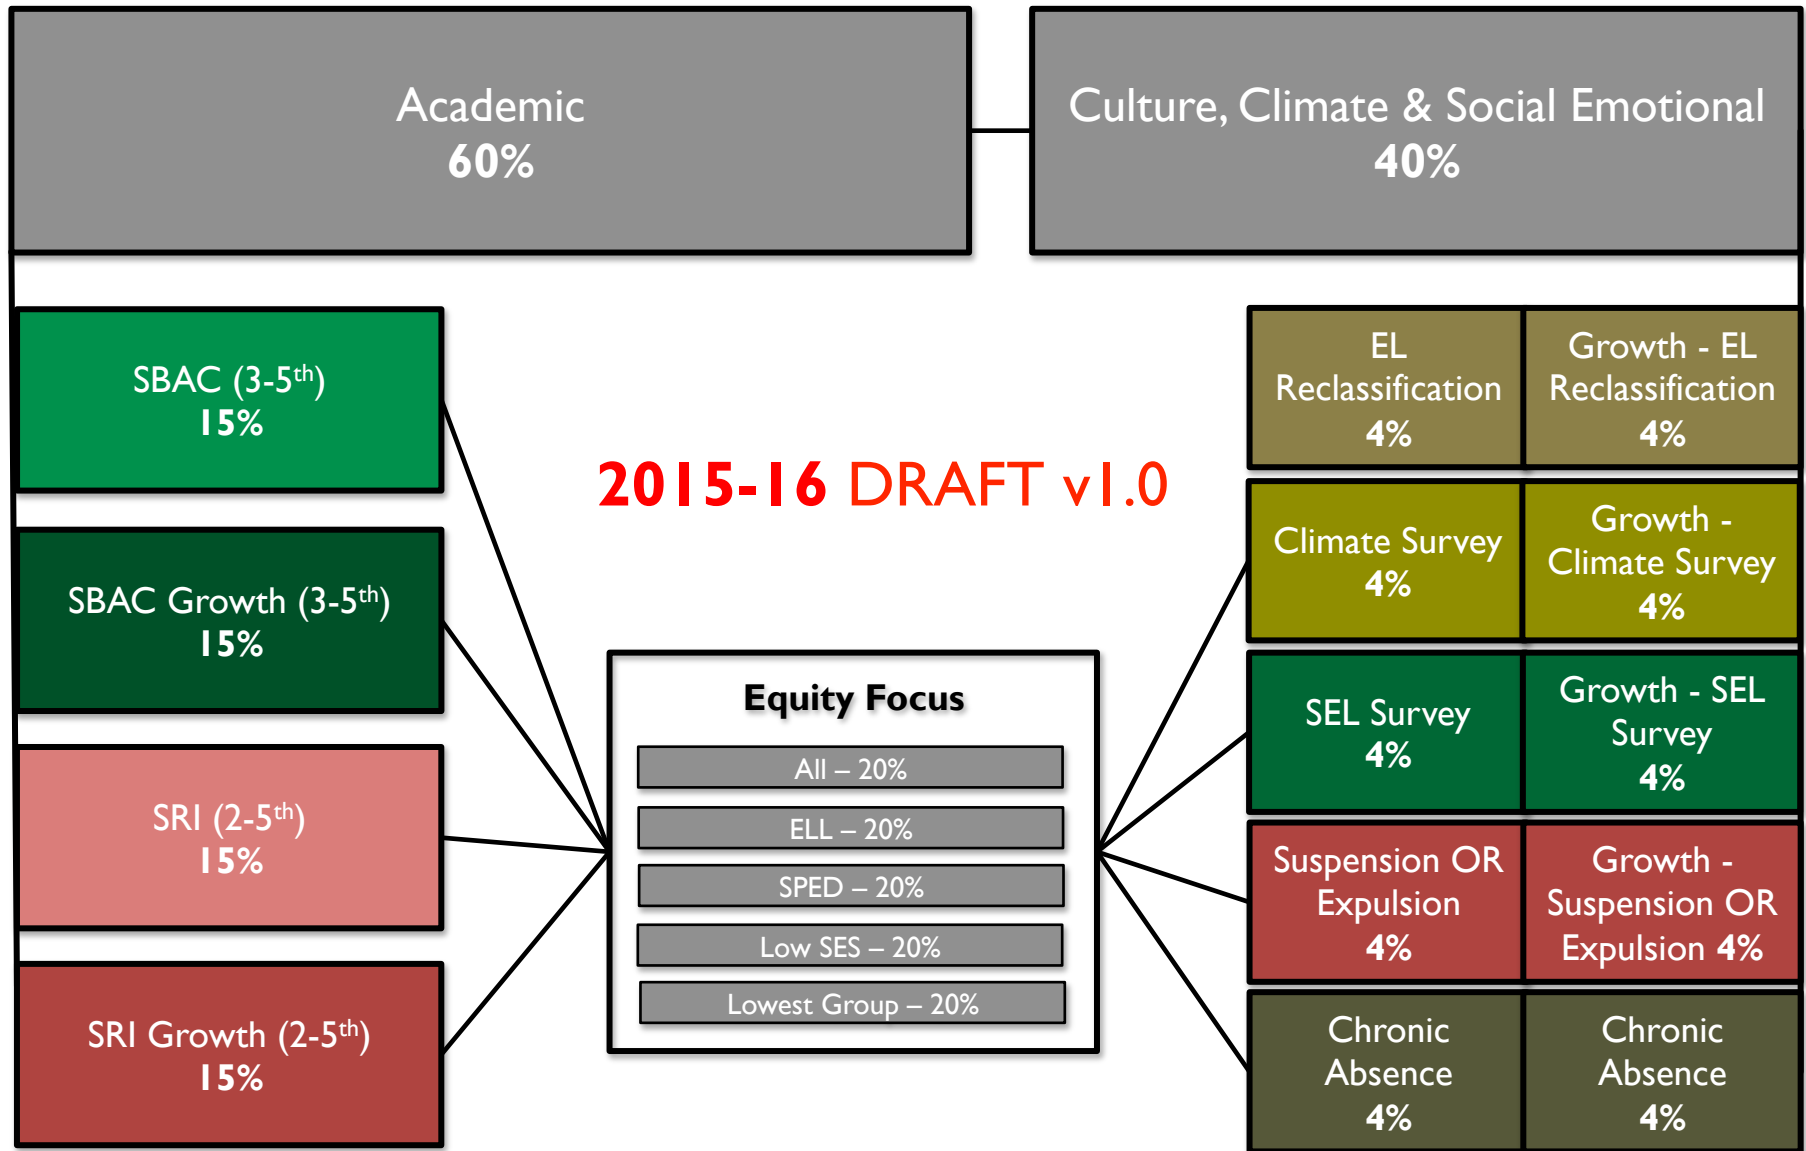 Academic
60%
Culture, Climate & Social Emotional
40%
SBAC (3-5th)
15%
SBAC Growth (3-5th)
15%
SRI (2-5th)
15%
SRI Growth (2-5th)
15%
2015-16 DRAFT v1.0
Equity Focus
All – 20%
ELL – 20%
SPED – 20%
Low SES – 20%
Lowest Group – 20%
EL
Reclassification
4%
Growth - EL
Reclassification
4%
Climate Survey
4%
Growth -
Climate Survey
4%
SEL Survey
4%
Growth - SEL
Survey
4%
Suspension OR
Expulsion
4%
Growth -
Suspension OR
Expulsion 4%
Chronic
Absence
4%
Chronic
Absence
4%